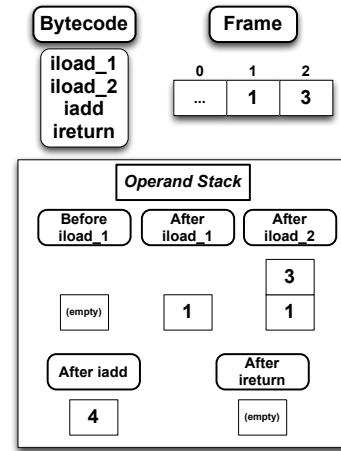 Bytecode
iload_1
iload_2
iadd
ireturn
Frame
0 1 2
... 1 3
Operand Stack
Before
iload_1
After
iload_1
After
iload_2
(empty)
1
3
1
After iadd
After
ireturn
4
(empty)